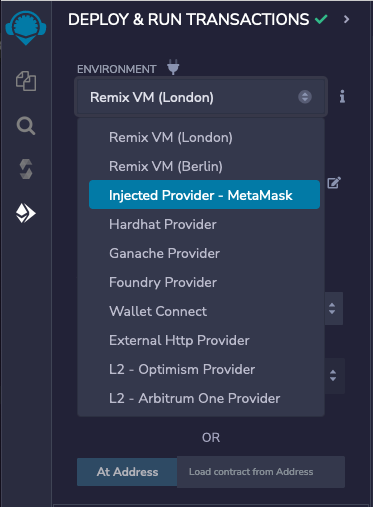 DEPLOY & RUN TRANSACTIONS
ENVIRONMENT
Remix VM (London)
Remix VM (London)
Remix VM (Berlin)
Injected Provider - MetaMask
Hardhat Provider
Ganache Provider
Foundry Provider
Wallet Connect
External Http Provider
L2 - Optimism Provider
L2 - Arbitrum One Provider
OR
At Address Load contract from Address